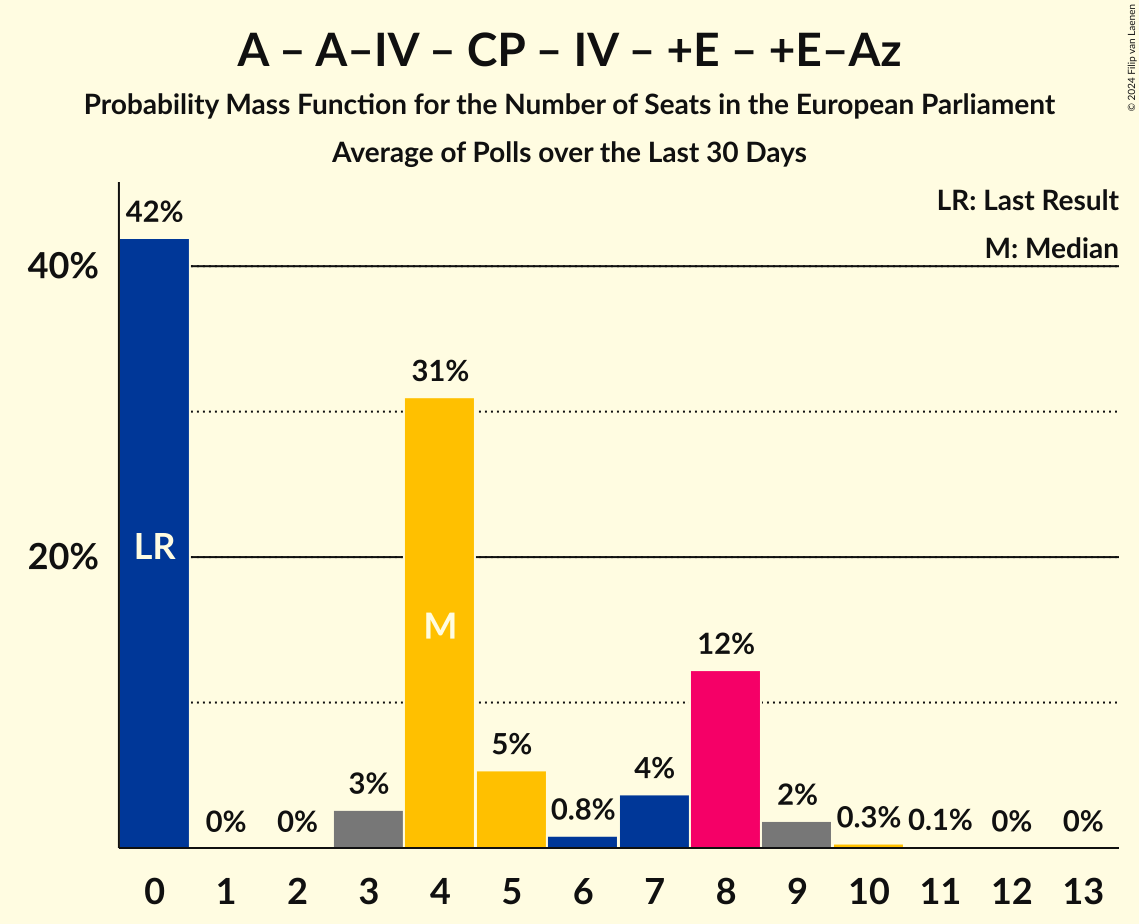 A – A–IV – CP – IV – +E – +E–Az
Probability Mass Function for the Number of Seats in the European Parliament
Average of Polls over the Last 30 Days
© 2024 Filip van Laenen
LR: Last Result
M: Median
42%
40%
31%
20%
LR
M
12%
5%
4%
3%
2%
0.8%
0.3%
0.1%
0%
0%
0%
0%
0 1 2 3 4 5 6 7 8 9 10 11 12 13